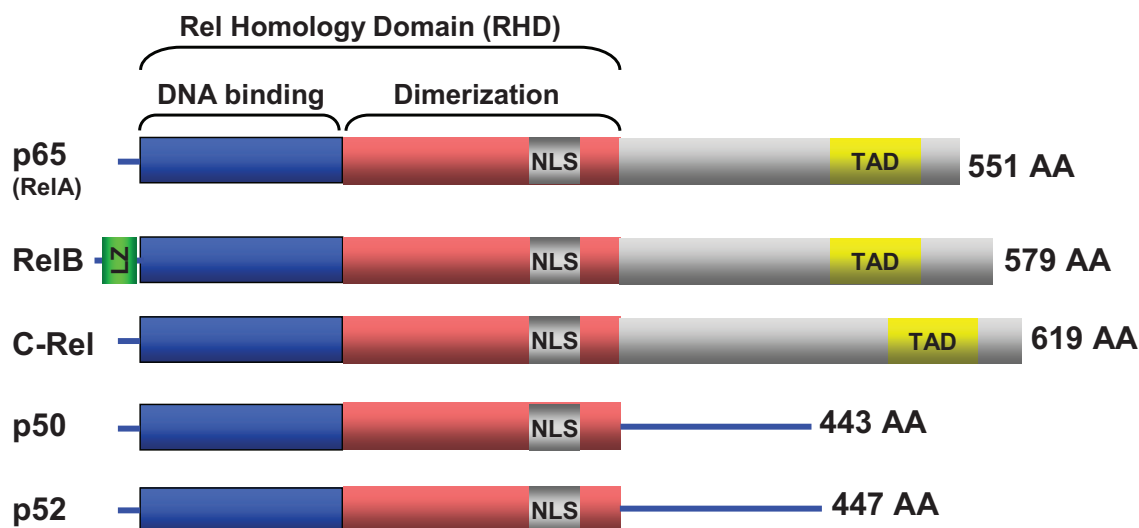 Rel Homology Domain (RHD)
DNA binding Dimerization
p65
(RelA)
NLS TAD 551 AA
RelB LZ NLS TAD 579 AA
C-Rel NLS TAD 619 AA
p50 NLS 443 AA
p52 NLS 447 AA